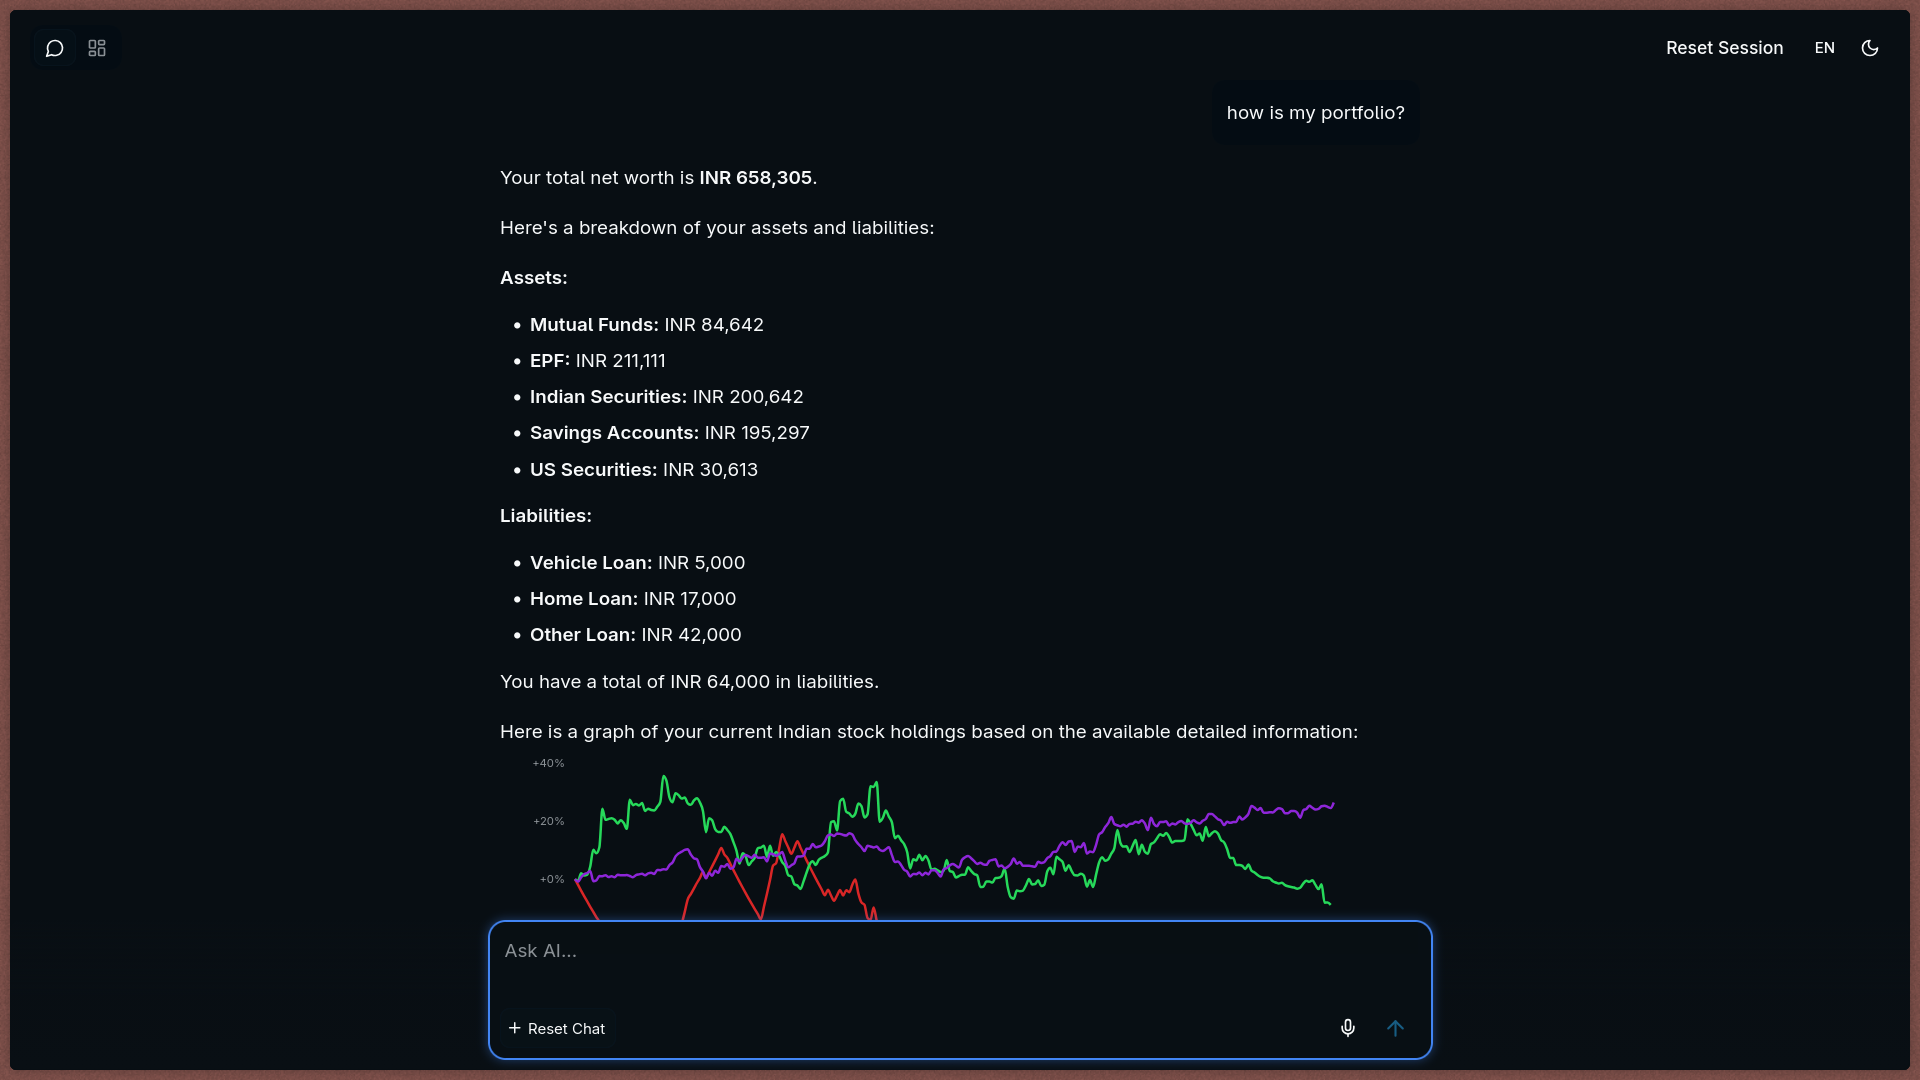 Reset Session EN
how is my portfolio?
Your total net worth is INR 658,305.
Here's a breakdown of your assets and liabilities:
Assets:
• Mutual Funds: INR 84,642
• EPF: INR 211,111
• Indian Securities: INR 200,642
• Savings Accounts: INR 195,297
• US Securities: INR 30,613
Liabilities:
• Vehicle Loan: INR 5,000
• Home Loan: INR 17,000
• Other Loan: INR 42,000
You have a total of INR 64,000 in liabilities.
Here is a graph of your current Indian stock holdings based on the available detailed information:
+40%
+20%
+0%
Ask AI...
+ Reset Chat